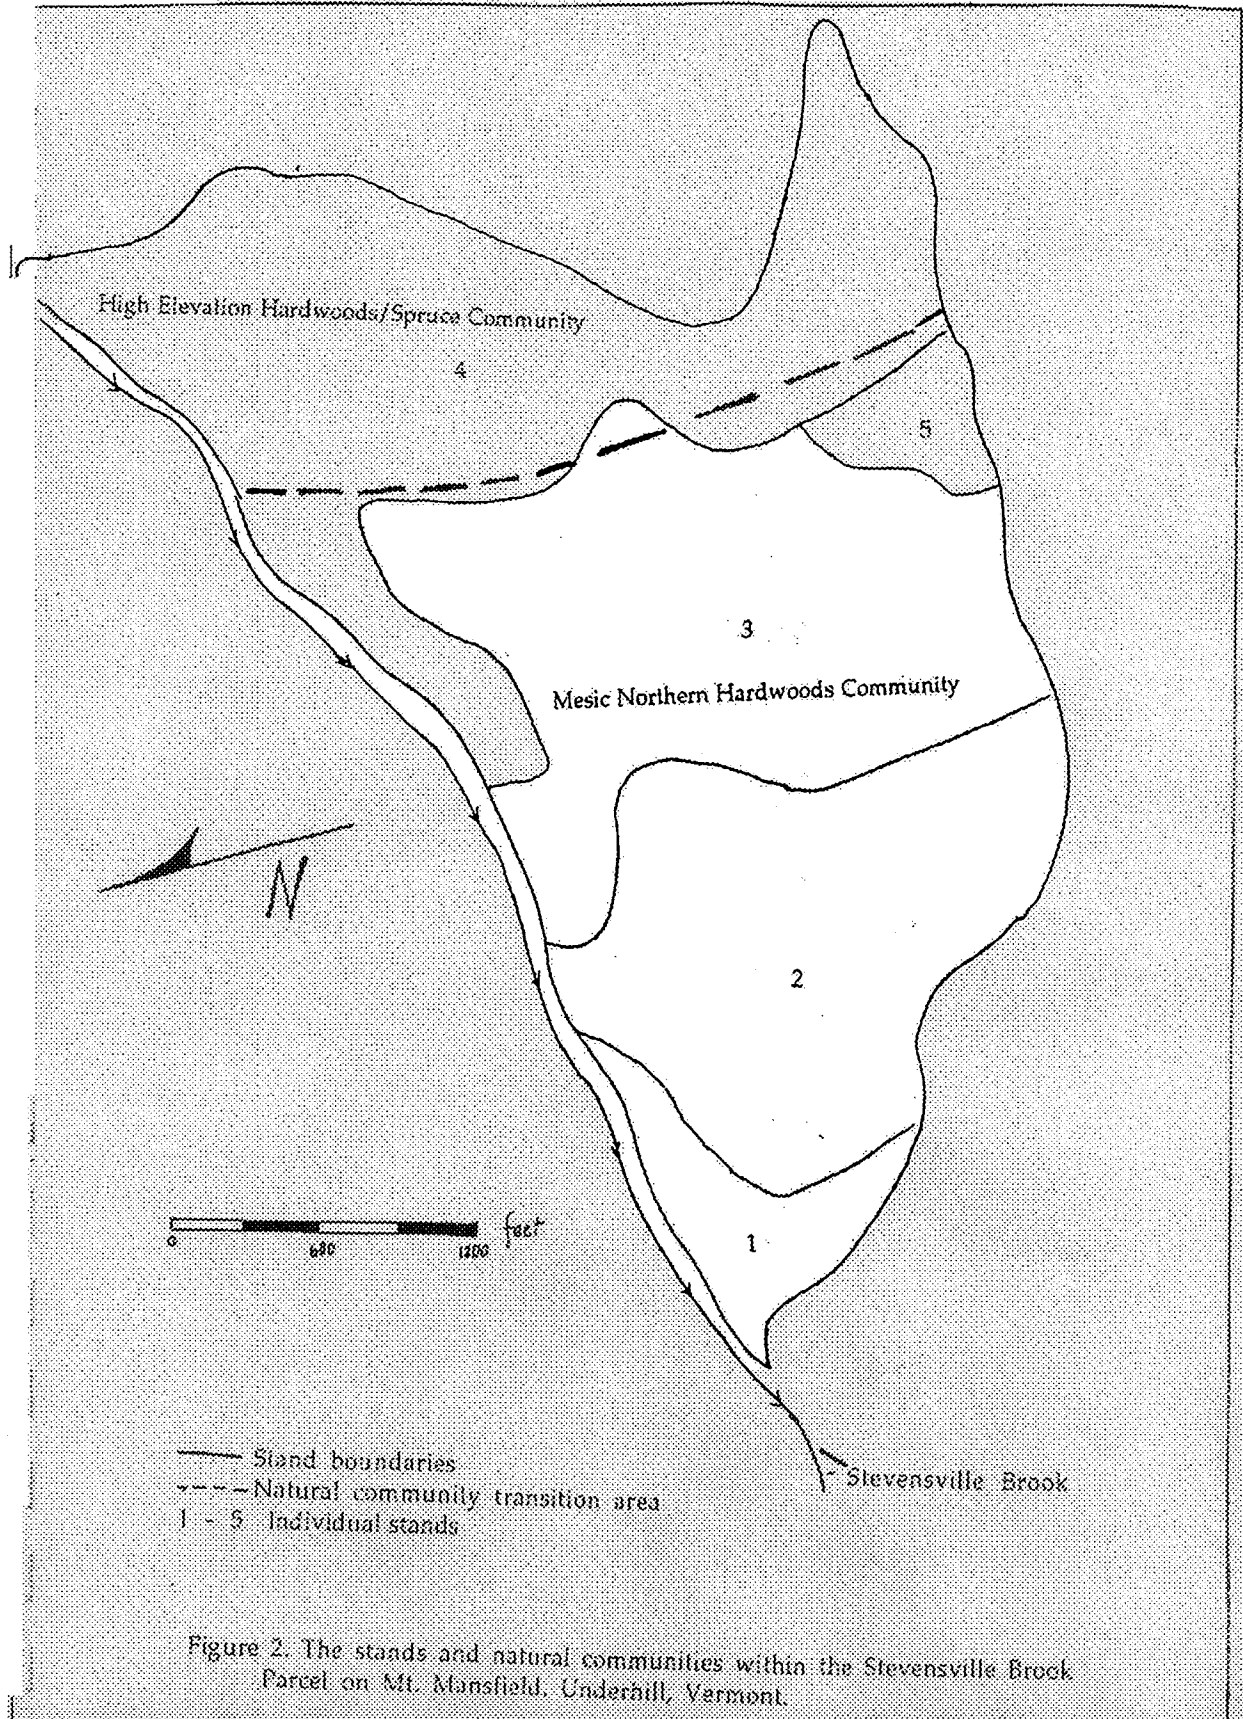 High Elevation Hardwoods/Spruce Community
4
5
3
Mesic Northern Hardwoods Community
N
2
1
feet
0 600 1200
Stand boundaries
Natural community transition area
1 - 5 Individual stands
Stevensville Brook
Figure 2. The stands and natural communities within the Stevensville Brook
Parcel on Mt. Mansfield, Underhill, Vermont.